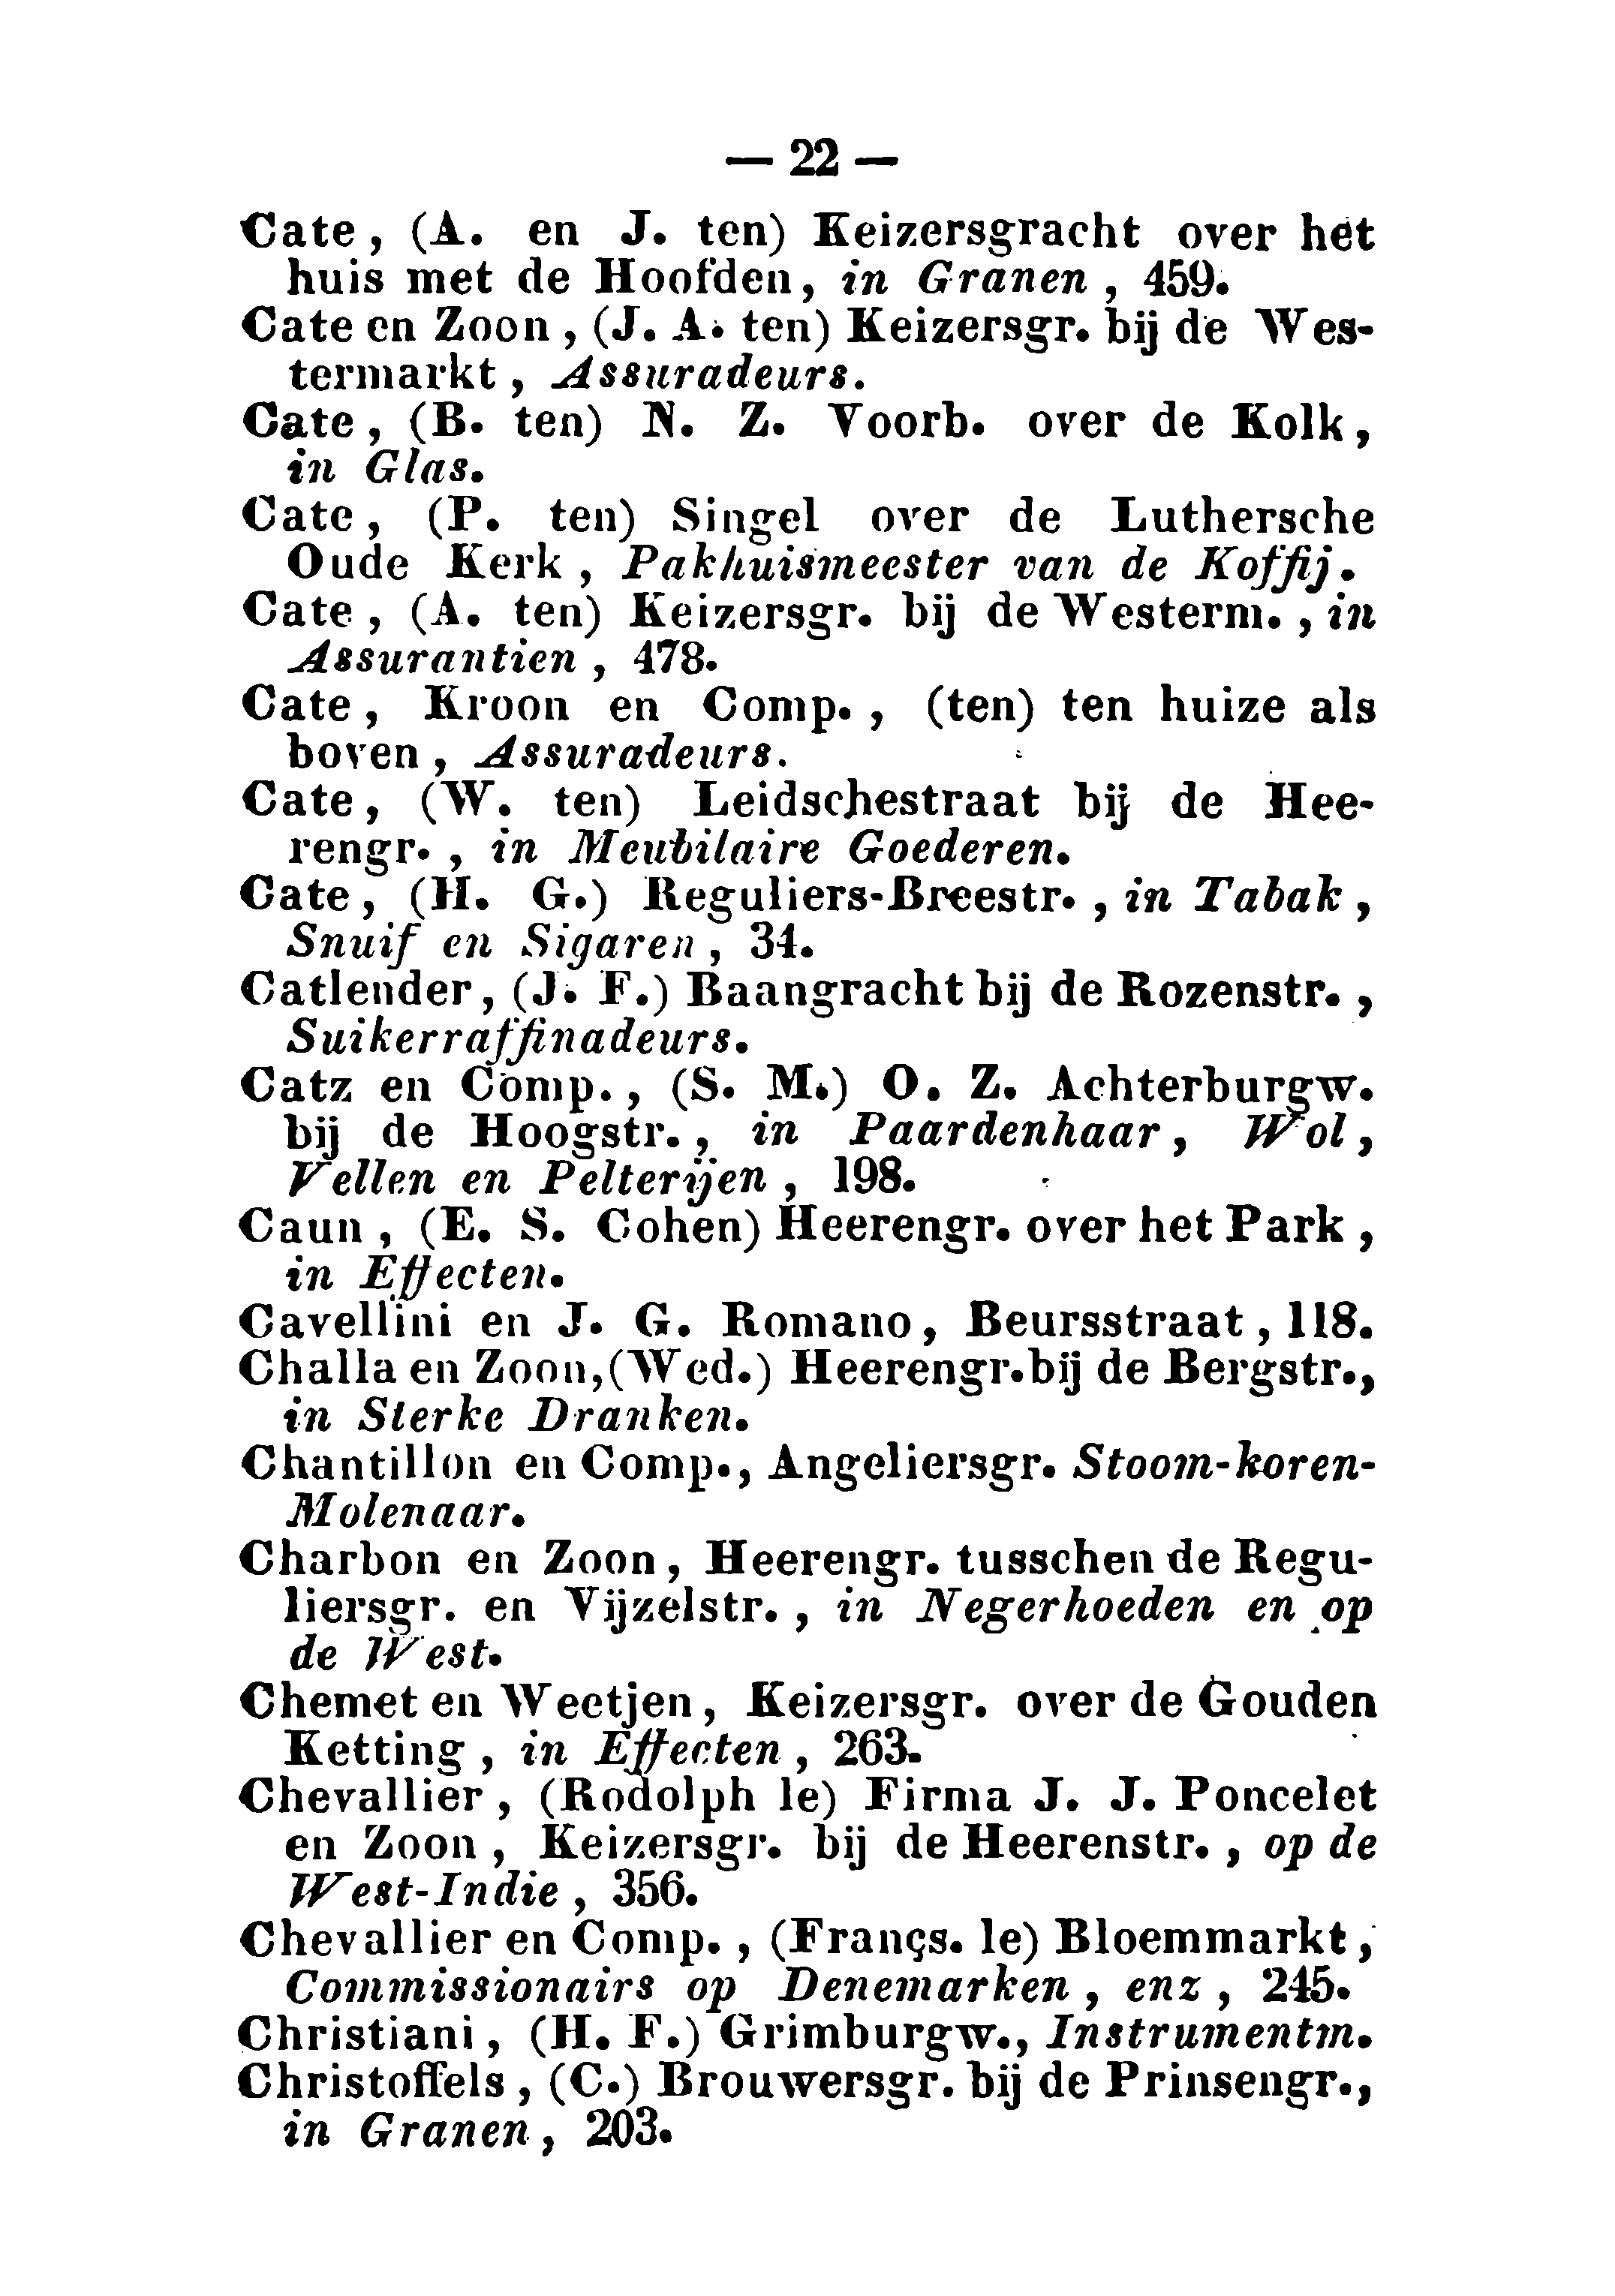 — 22 —
Cate, (A. en J. ten) Keizersgracht over het
huis met de Hoofden, in Granen, 459.
Cate en Zoon, (J. A. ten) Keizersgr. bij de Wes-
termarkt, Assuradeurs.
Cate, (B. ten) N. Z. Voorb. over de Kolk,
in Glas.
Cate, (P. ten) Singel over de Luthersche
Oude Kerk, Pakhuismeester van de Koffij.
Cate, (A. ten) Keizersgr. bij de Westerm., in
Assurantien, 478.
Cate, Kroon en Comp., (ten) ten huize als
boven, Assuradeurs.
Cate, (W. ten) Leidschestraat bij de Hee-
rengr., in Meubilaire Goederen.
Cate, (H. G.) Reguliers-Breestr., in Tabak,
Snuif en Sigaren, 34.
Catlender, (J. F.) Baangracht bij de Rozenstr.,
Suikerraffinadeurs.
Catz en Comp., (S. M.) O. Z. Achterburgw.
bij de Hoogstr., in Paardenhaar, Wol,
Vellen en Pelterijen, 198.
Caun, (E. S. Cohen) Heerengr. over het Park,
in Effecten.
Cavellini en J. G. Romano, Beursstraat, 118.
Challa en Zoon, (Wed.) Heerengr. bij de Bergstr.,
in Sterke Dranken.
Chantillon en Comp., Angeliersgr. Stoom-koren-
Molenaar.
Charbon en Zoon, Heerengr. tusschen de Regu-
liersgr. en Vijzelstr., in Negerhoeden en op
de West.
Chemet en Weetjen, Keizersgr. over de Gouden
Ketting, in Effecten, 263.
Chevallier, (Rodolph le) Firma J. J. Poncelet
en Zoon, Keizersgr. bij de Heerenstr., op de
West-Indie, 356.
Chevallier en Comp., (Françs. le) Bloemmarkt,
Commissionairs op Denemarken, enz, 245.
Christiani, (H. F.) Grimburgw., Instrumentm.
Christoffels, (C.) Brouwersgr. bij de Prinsengr.,
in Granen, 203.